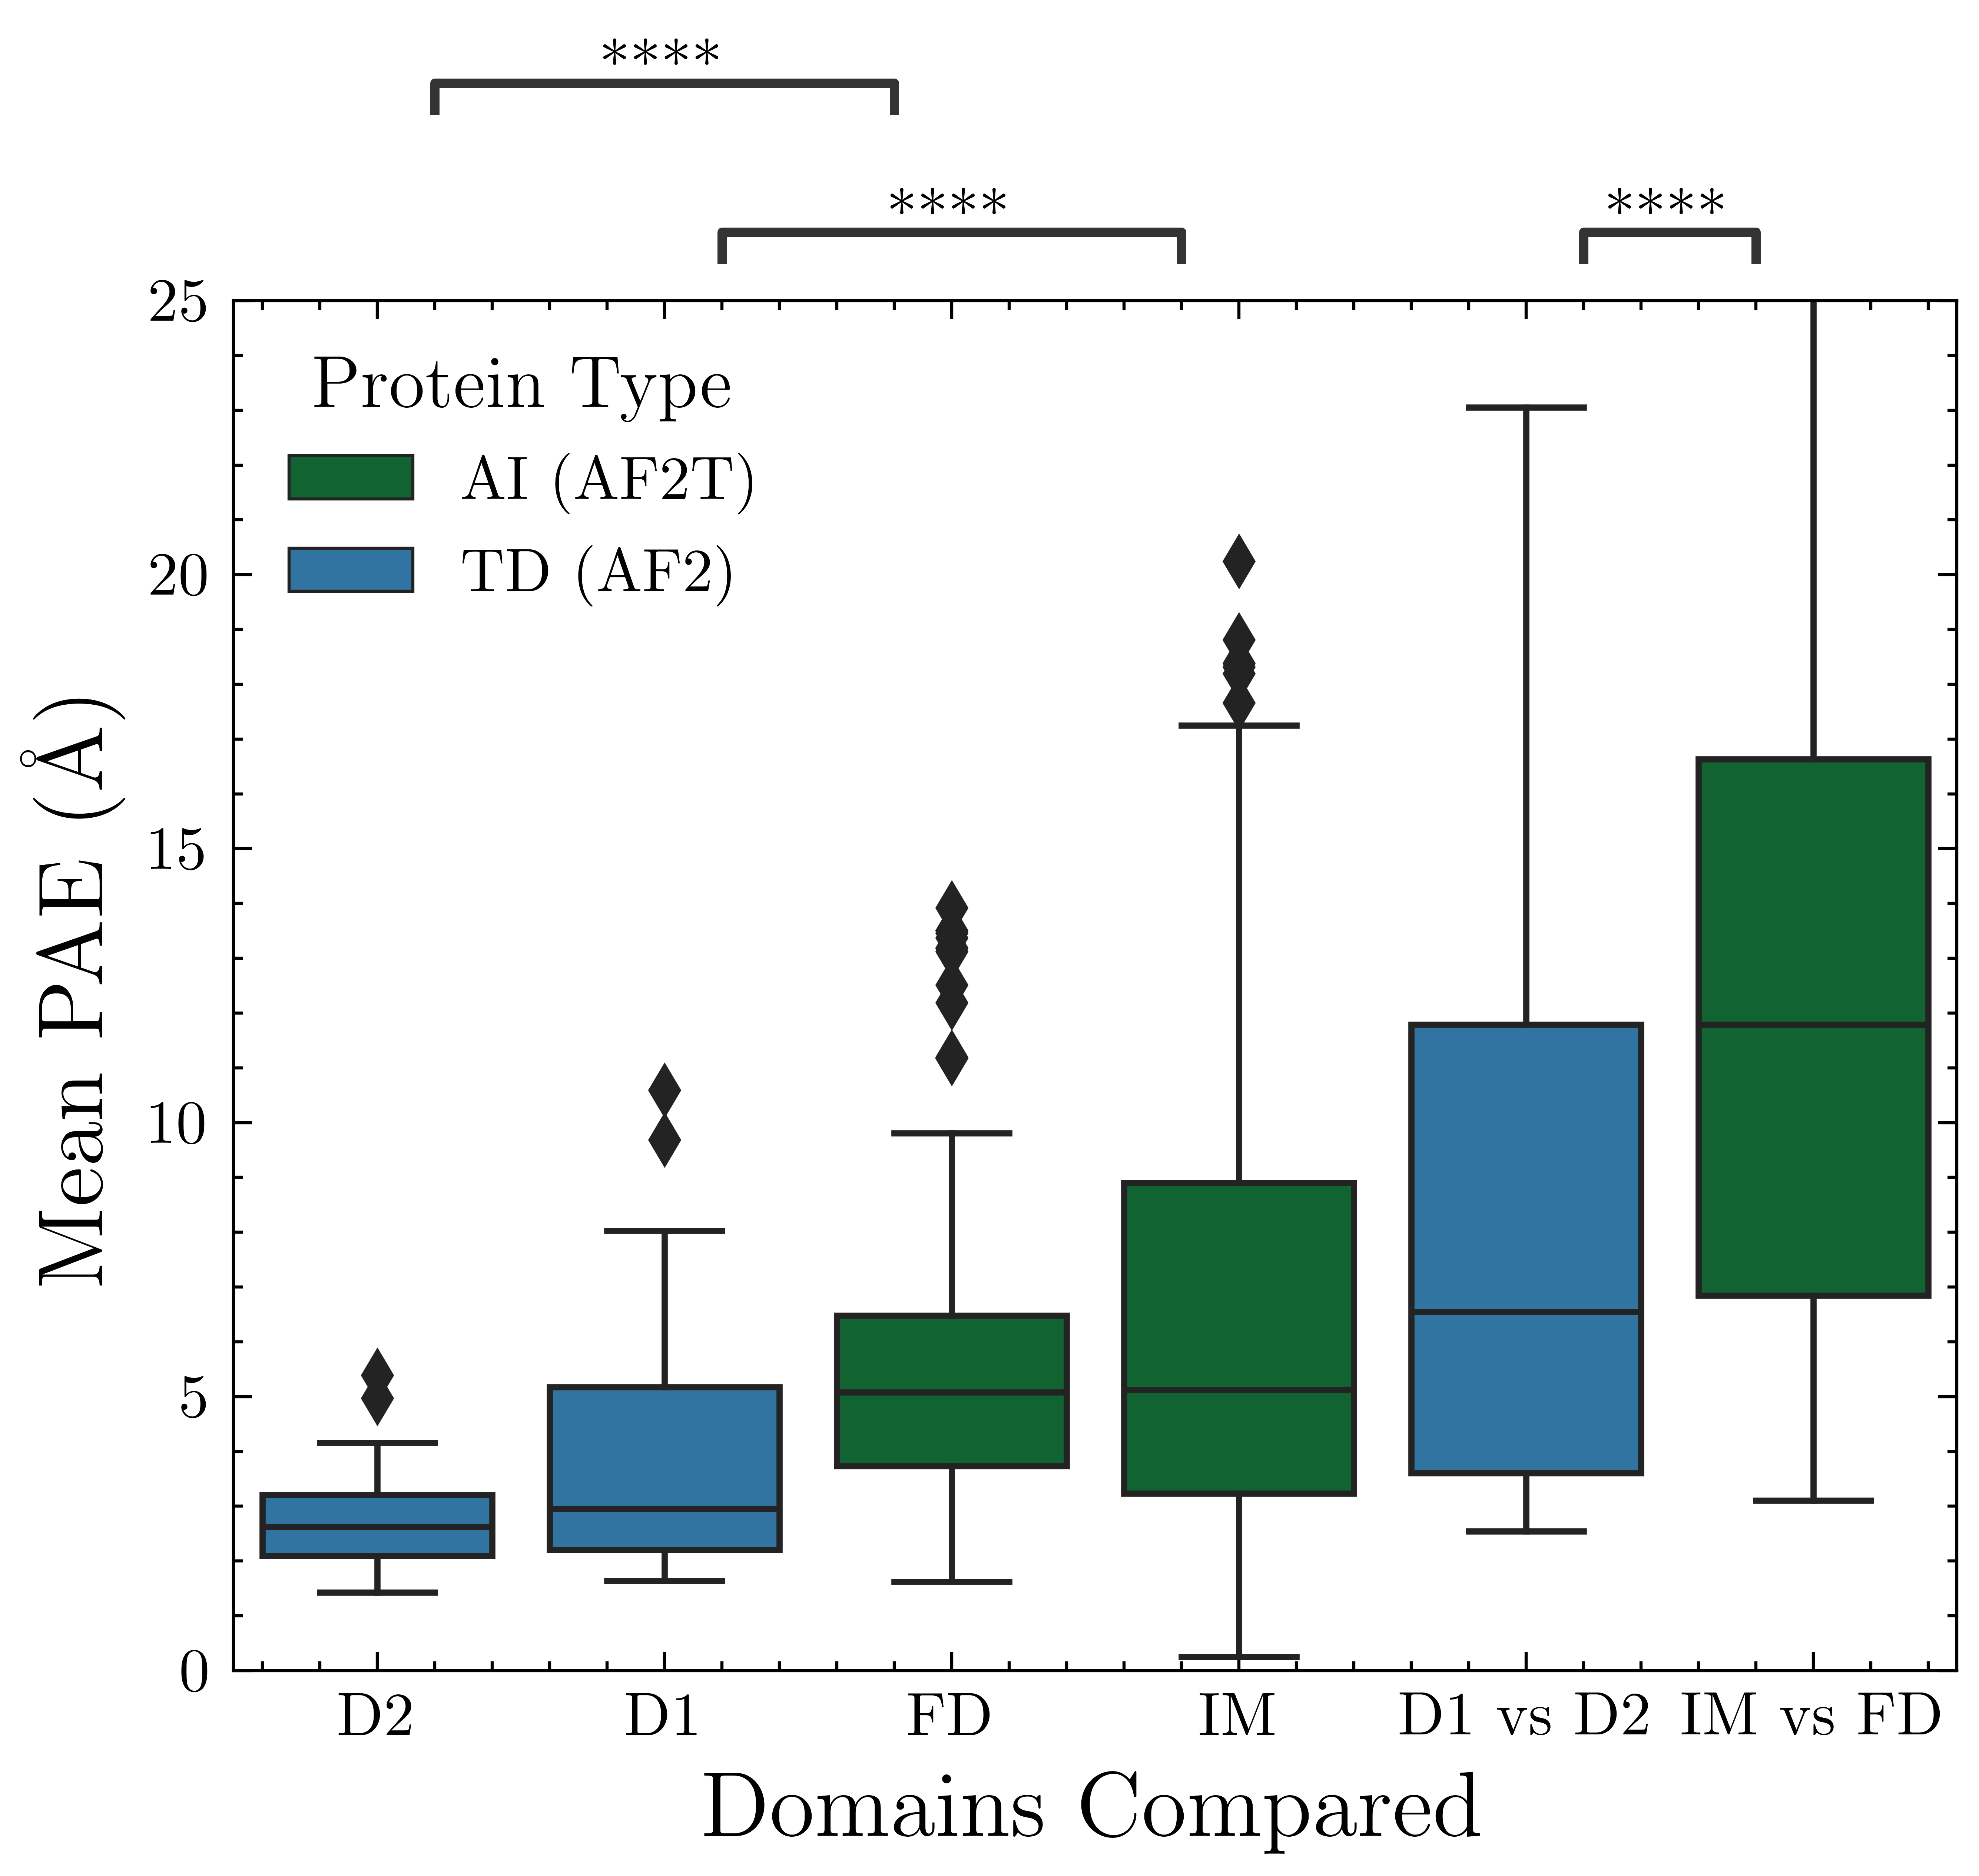 ****
**** ****
25
Protein Type
AI (AF2T)
TD (AF2)
20
15
10
5
0
Mean PAE (Å)
D2 D1 FD IM D1 vs D2 IM vs FD
Domains Compared